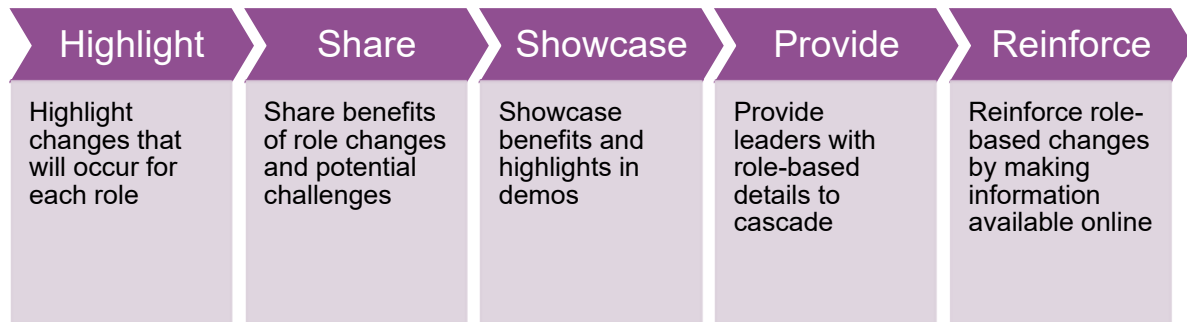 Highlight
Share
Showcase
Provide
Reinforce
Highlight
changes that
will occur for
each role
Share benefits
of role changes
and potential
challenges
Showcase
benefits and
highlights in
demos
Provide
leaders with
role-based
details to
cascade
Reinforce role-
based changes
by making
information
available online